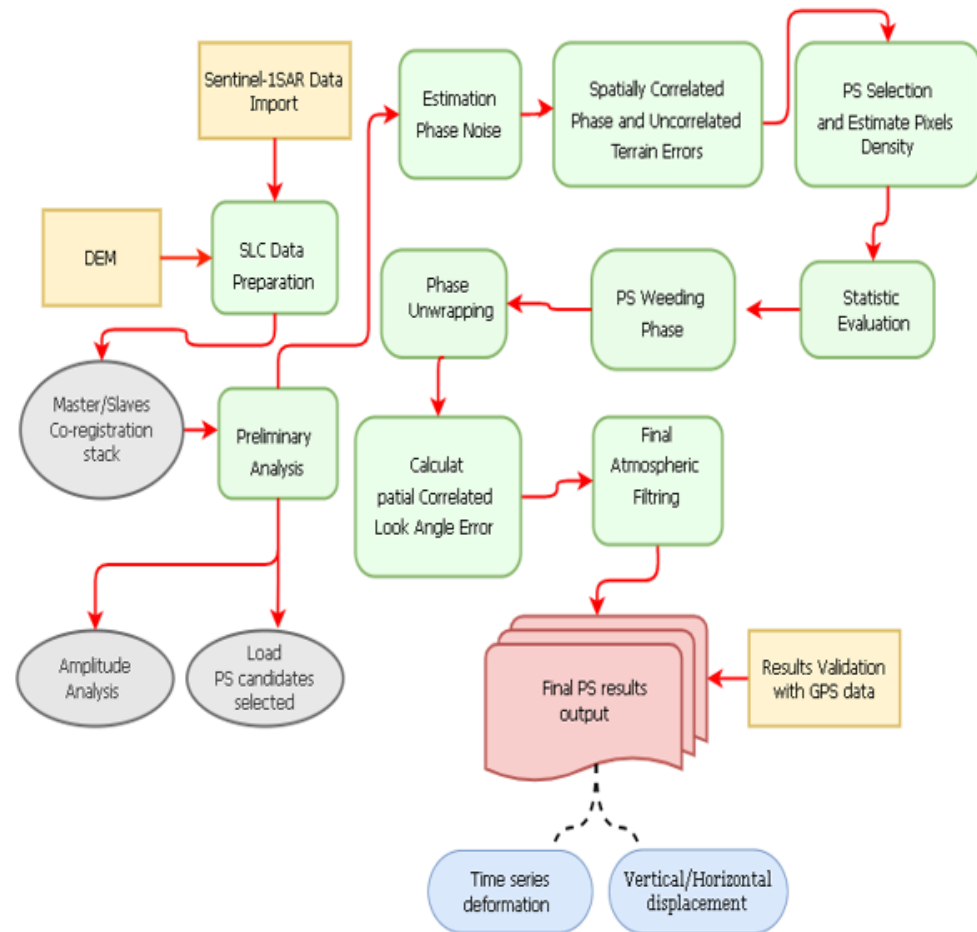 Sentinel-1SAR Data
Import
DEM
SLC Data
Preparation
Master/Slaves
Co-registration
stack
Preliminary
Analysis
Amplitude
Analysis
Load
PS candidates
selected
Estimation
Phase Noise
Spatially Correlated
Phase and Uncorrelated
Terrain Errors
PS Selection
and Estimate Pixels
Density
Statistic
Evaluation
PS Weeding
Phase
Phase
Unwrapping
Calculat
patial Correlated
Look Angle Error
Final
Atmospheric
Filtring
Final PS results
output
Results Validation
with GPS data
Time series
deformation
Vertical/Horizontal
displacement